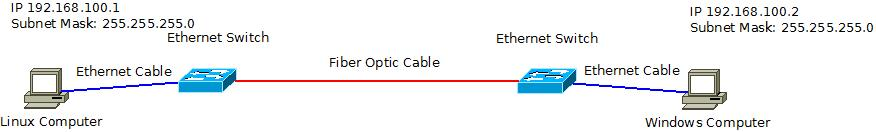 IP 192.168.100.1
Subnet Mask: 255.255.255.0
IP 192.168.100.2
Subnet Mask: 255.255.255.0
Ethernet Switch
Ethernet Switch
Fiber Optic Cable
Ethernet Cable
Ethernet Cable
Linux Computer
Windows Computer